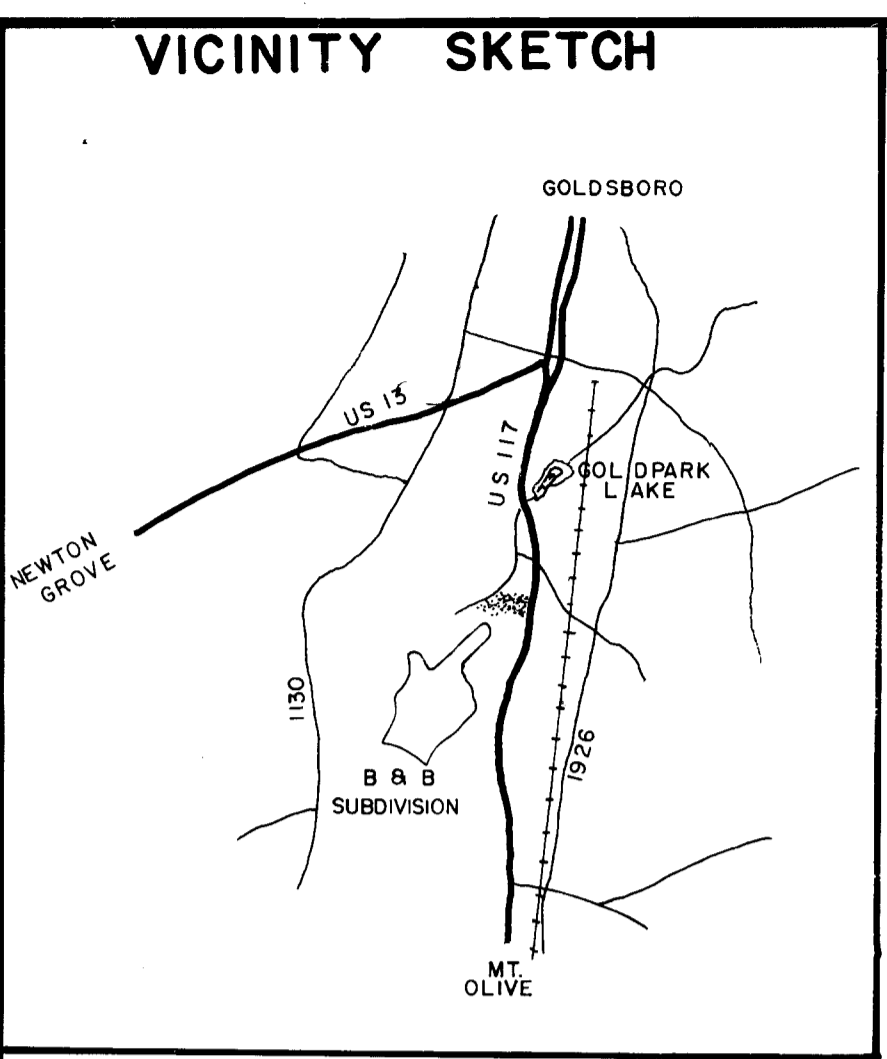 VICINITY SKETCH
GOLDSBORO
US 13
US 117
GOLDPARK
LAKE
NEWTON
GROVE
1130
1926
B & B
SUBDIVISION
MT.
OLIVE